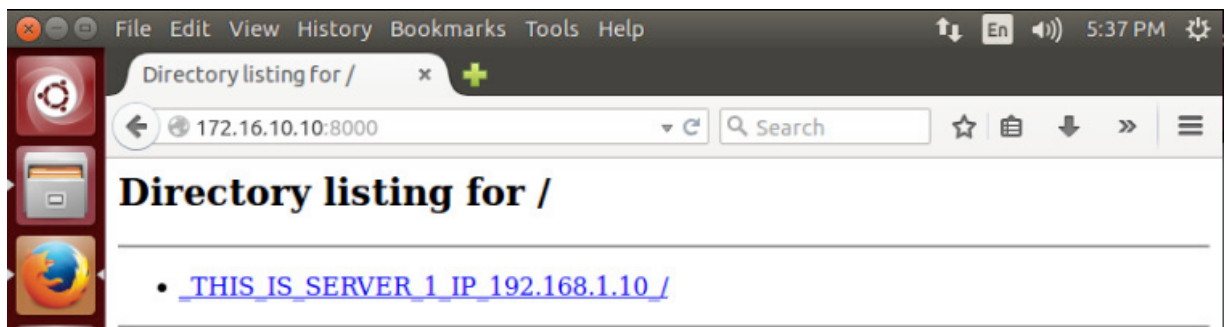 File Edit View History Bookmarks Tools Help En 5:37 PM
Directory listing for / ×
172.16.10.10:8000 Search
Directory listing for /
• _THIS_IS_SERVER_1_IP_192.168.1.10_/